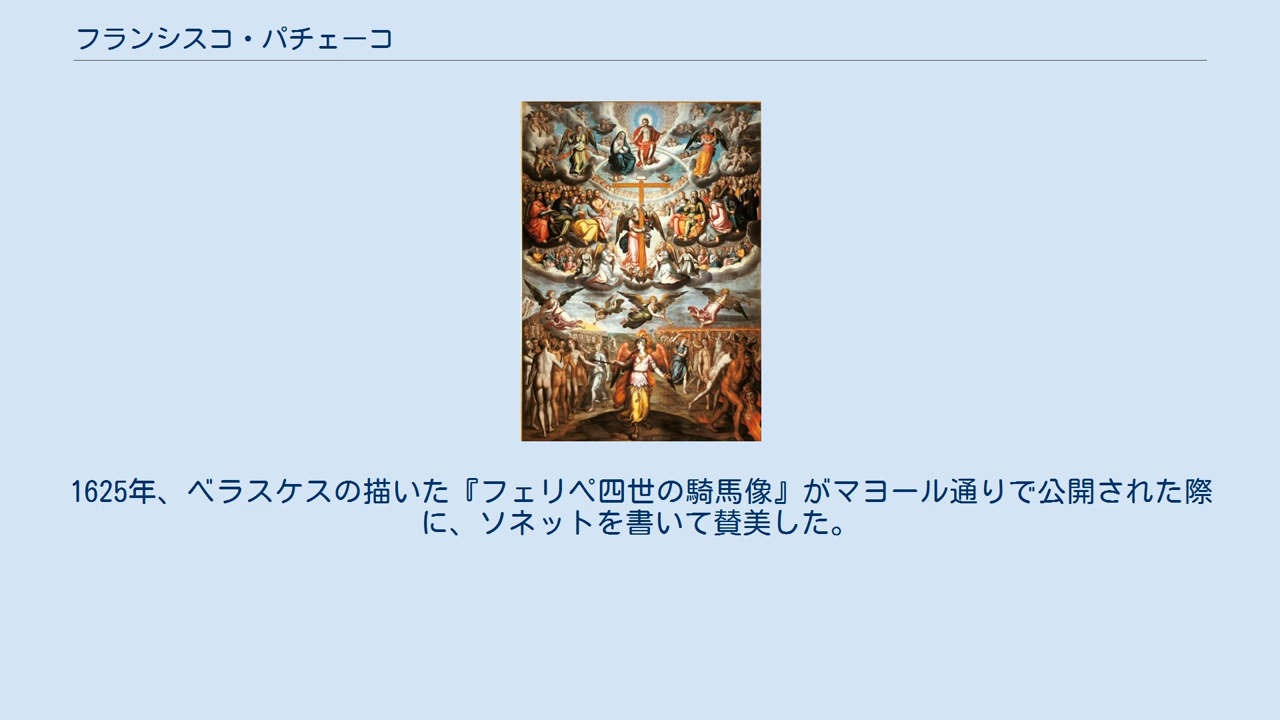 フランシスコ・パチェーコ
1625年、ベラスケスの描いた『フェリペ四世の騎馬像』がマヨール通りで公開された際
に、ソネットを書いて賛美した。